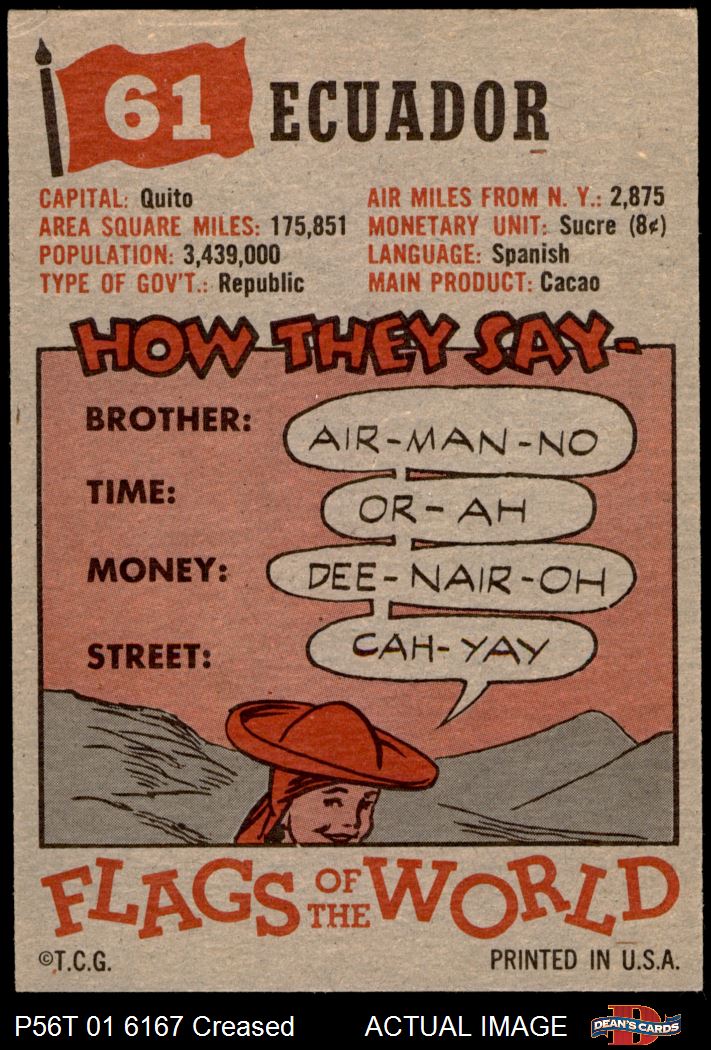 61 ECUADOR
CAPITAL: Quito
AREA SQUARE MILES: 175,851
POPULATION: 3,439,000
TYPE OF GOV'T.: Republic
AIR MILES FROM N. Y.: 2,875
MONETARY UNIT: Sucre (8¢)
LANGUAGE: Spanish
MAIN PRODUCT: Cacao
HOW THEY SAY-
BROTHER: AIR-MAN-NO
TIME: OR-AH
MONEY: DEE-NAIR-OH
STREET: CAH-YAY
FLAGS OF THE WORLD
©T.C.G. PRINTED IN U.S.A.
P56T 01 6167 Creased ACTUAL IMAGE D DEAN'S CARDS